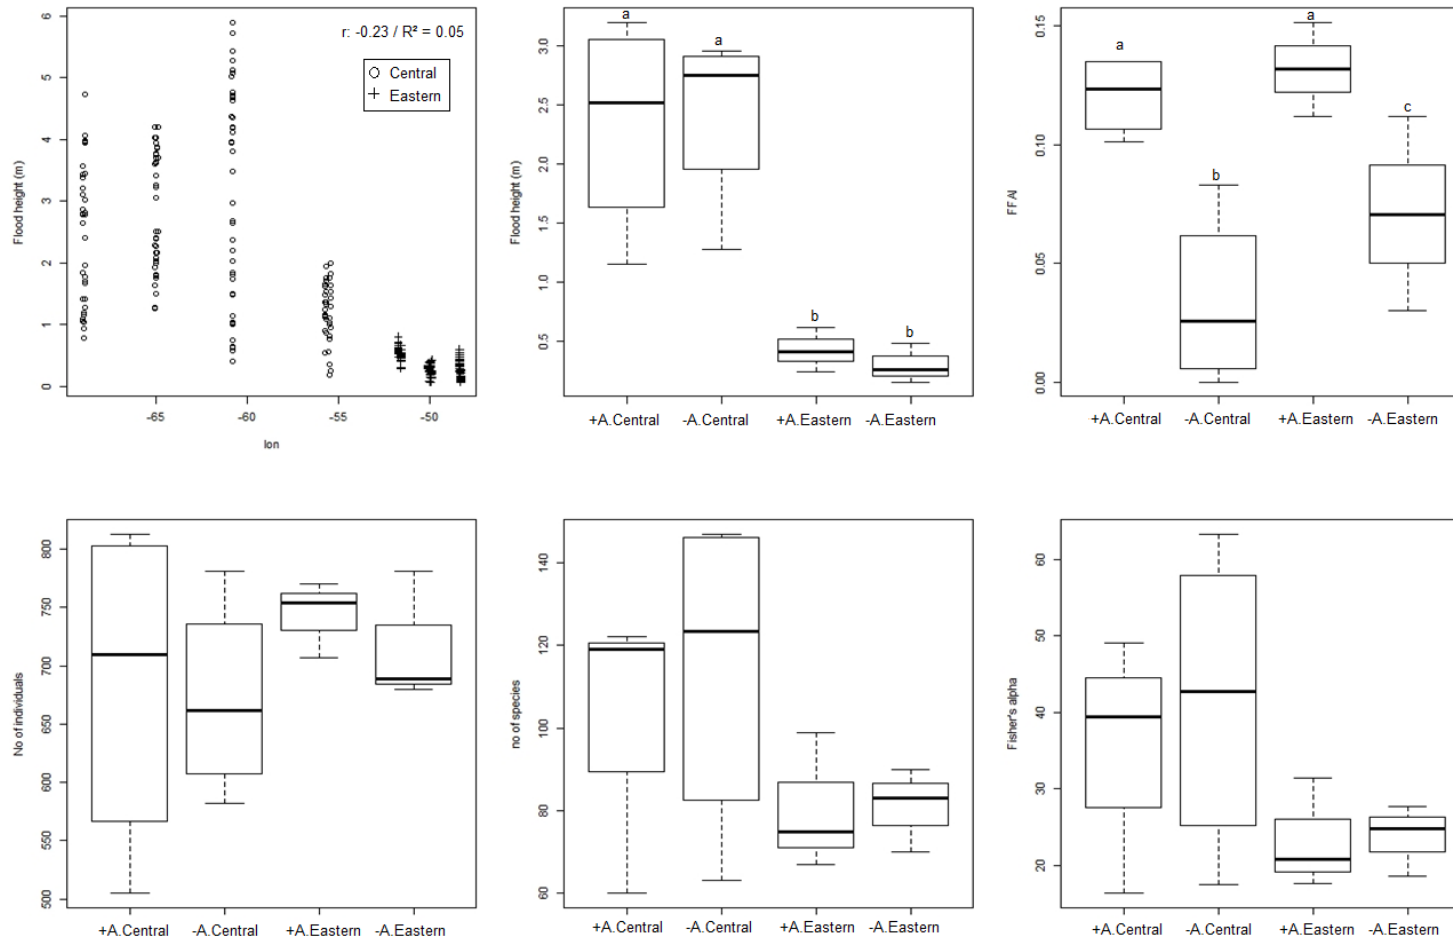 r: -0.23 / R² = 0.05
Central
Eastern
Flood height (m)
6
5
4
3
2
1
0
-65
-60
-55
-50
lon
Flood height (m)
3.0
2.5
2.0
1.5
1.0
0.5
a
a
b
b
+A.Central
-A.Central
+A.Eastern
-A.Eastern
FF AI
0.15
0.10
0.05
0.00
a
b
a
c
+A.Central
-A.Central
+A.Eastern
-A.Eastern
No of individuals
800
750
700
650
600
550
500
+A.Central
-A.Central
+A.Eastern
-A.Eastern
no of species
140
120
100
80
60
+A.Central
-A.Central
+A.Eastern
-A.Eastern
Fisher's alpha
60
50
40
30
20
+A.Central
-A.Central
+A.Eastern
-A.Eastern